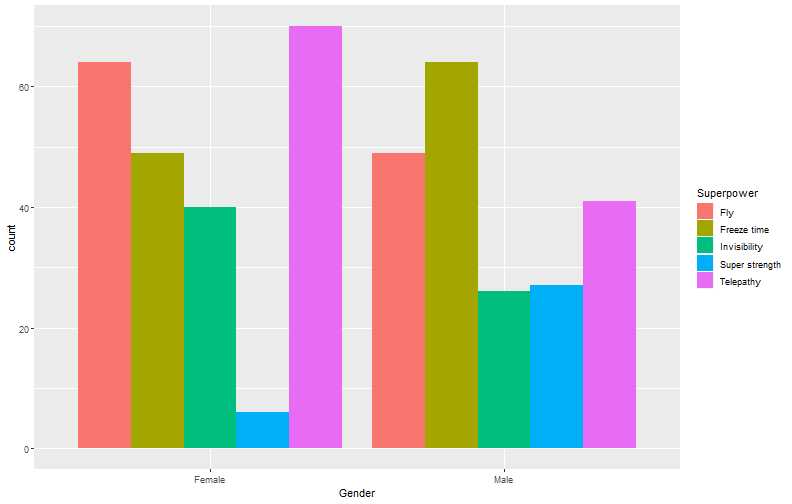 60
40
20
0
count
Female
Male
Gender
Superpower
Fly
Freeze time
Invisibility
Super strength
Telepathy